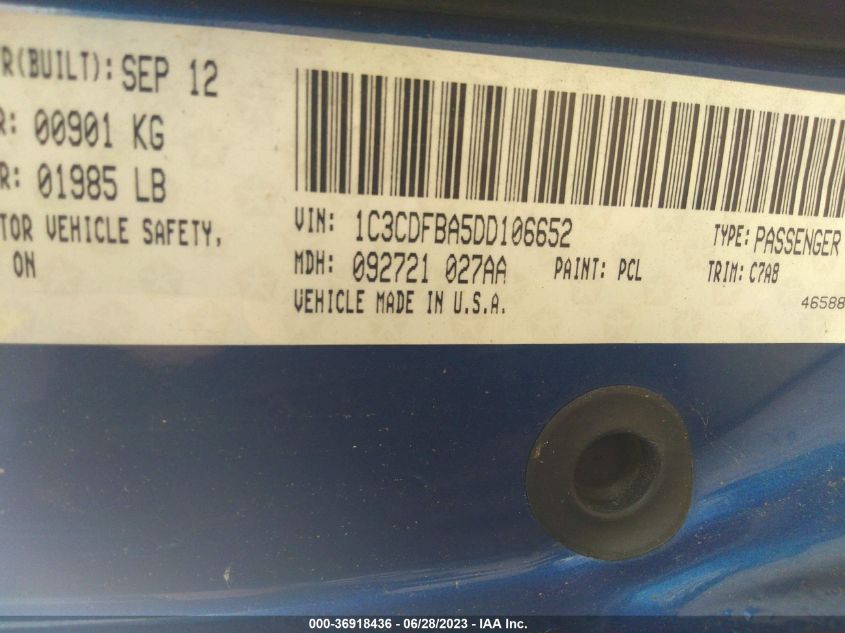 R(BUILT): SEP 12
R: 00901 KG
R: 01985 LB
TOR VEHICLE SAFETY,
ON
VIN: 1C3CDFBA5DD106652
TYPE: PASSENGER
MDH: 092721 027AA
PAINT: PCL
TRIM: C7A8
VEHICLE MADE IN U.S.A.
46588
000-36918436 - 06/28/2023 - IAA Inc.